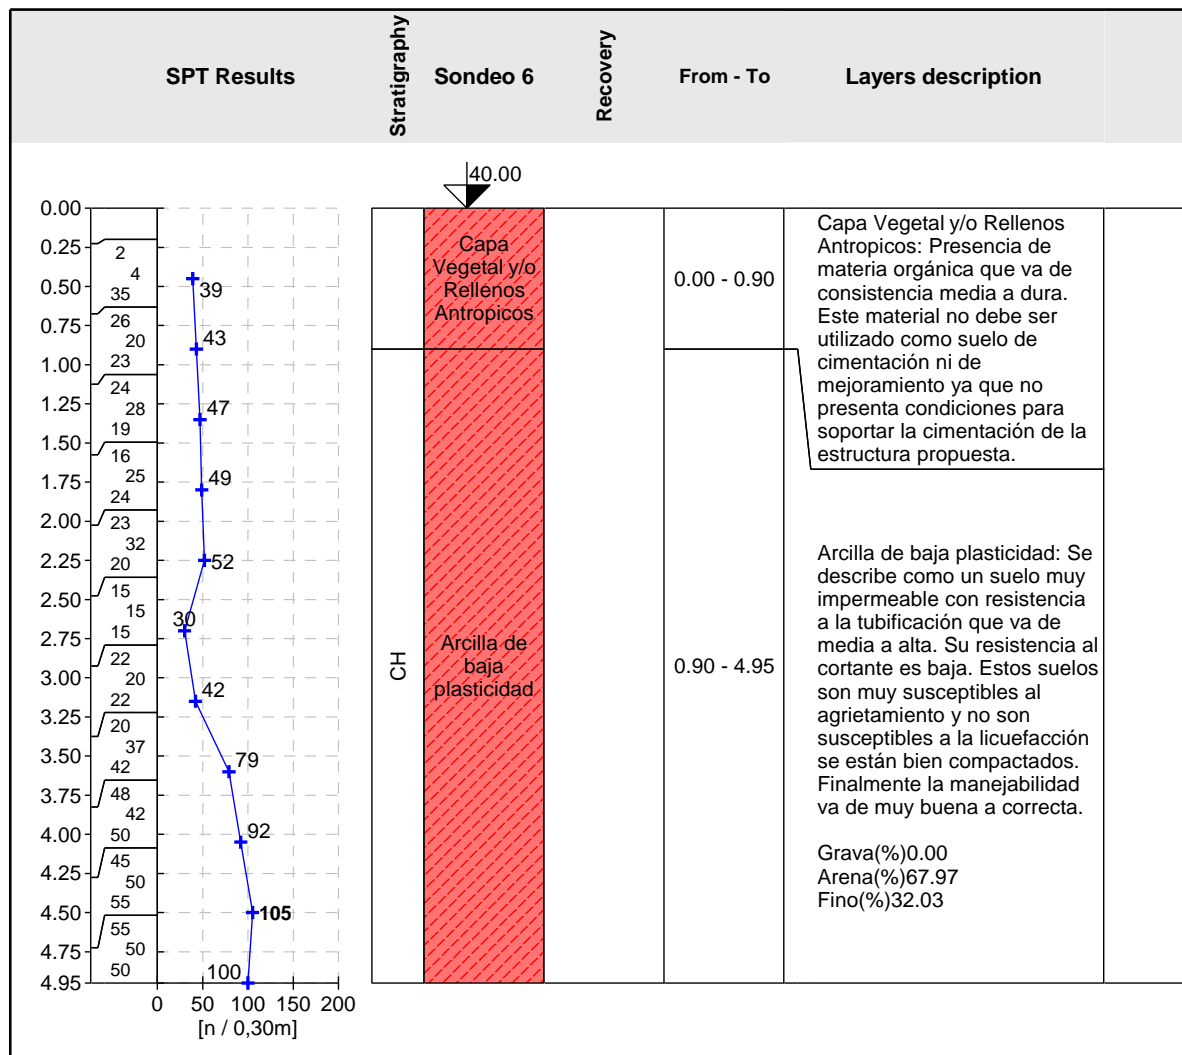 SPT Results
Stratigraphy
Sondeo 6
Recovery
From - To
Layers description
40.00
0.00
0.25
0.50
0.75
1.00
1.25
1.50
1.75
2.00
2.25
2.50
2.75
3.00
3.25
3.50
3.75
4.00
4.25
4.50
4.75
4.95
2
4
35
26
20
23
24
28
19
16
25
24
23
32
20
15
15
15
22
20
22
20
37
42
48
42
50
45
50
55
55
50
50
39
43
47
49
52
30
42
79
92
105
100
0 50 100 150 200
[n / 0,30m]
CH
Capa
Vegetal y/o
Rellenos
Antropicos
Arcilla de
baja
plasticidad
0.00 - 0.90
0.90 - 4.95
Capa Vegetal y/o Rellenos
Antropicos: Presencia de
materia orgánica que va de
consistencia media a dura.
Este material no debe ser
utilizado como suelo de
cimentación ni de
mejoramiento ya que no
presenta condiciones para
soportar la cimentación de la
estructura propuesta.
Arcilla de baja plasticidad: Se
describe como un suelo muy
impermeable con resistencia
a la tubificación que va de
media a alta. Su resistencia al
cortante es baja. Estos suelos
son muy susceptibles al
agrietamiento y no son
susceptibles a la licuefacción
se están bien compactados.
Finalmente la manejabilidad
va de muy buena a correcta.
Grava(%)0.00
Arena(%)67.97
Fino(%)32.03